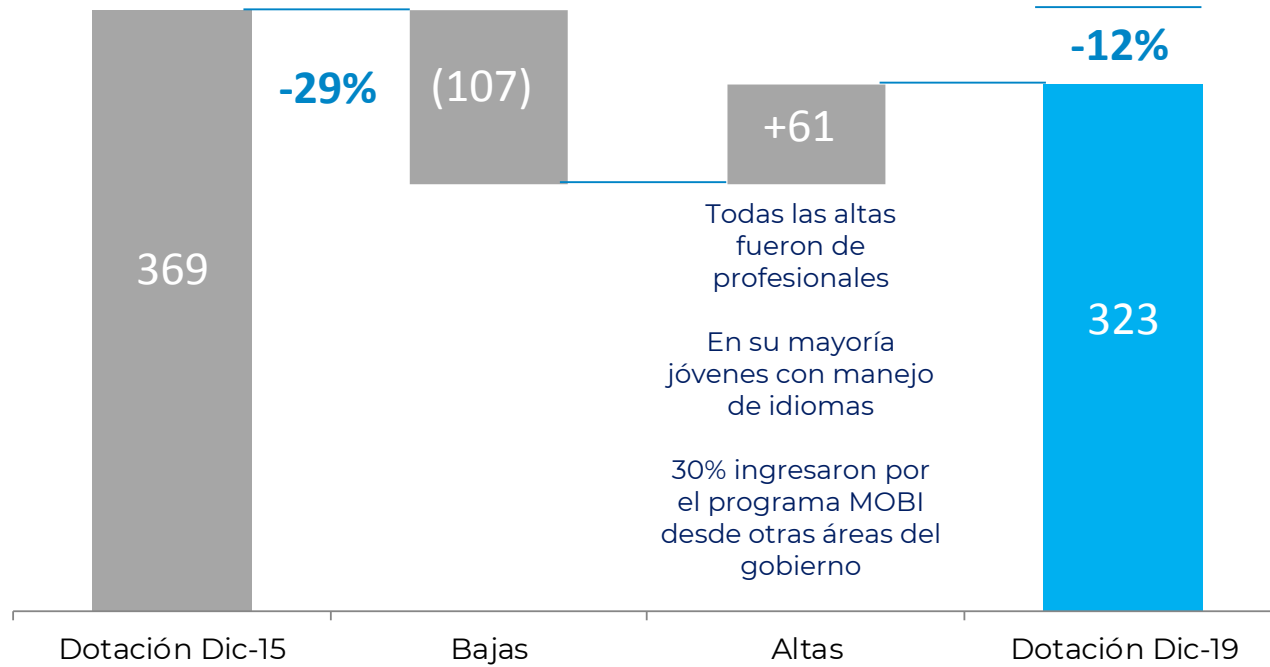 369
-29%
(107)
+61
Todas las altas
fueron de
profesionales
En su mayoría
jóvenes con manejo
de idiomas
30% ingresaron por
el programa MOBI
desde otras áreas del
gobierno
-12%
323
Dotación Dic-15
Bajas
Altas
Dotación Dic-19